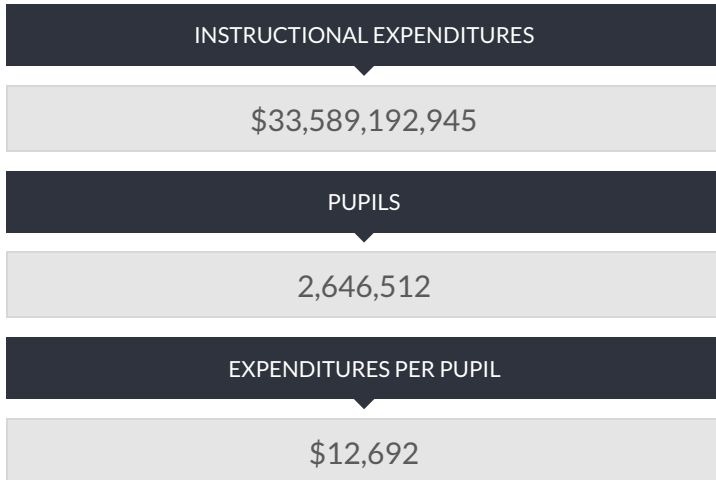 INSTRUCTIONAL EXPENDITURES
$33,589,192,945
PUPILS
2,646,512
EXPENDITURES PER PUPIL
$12,692